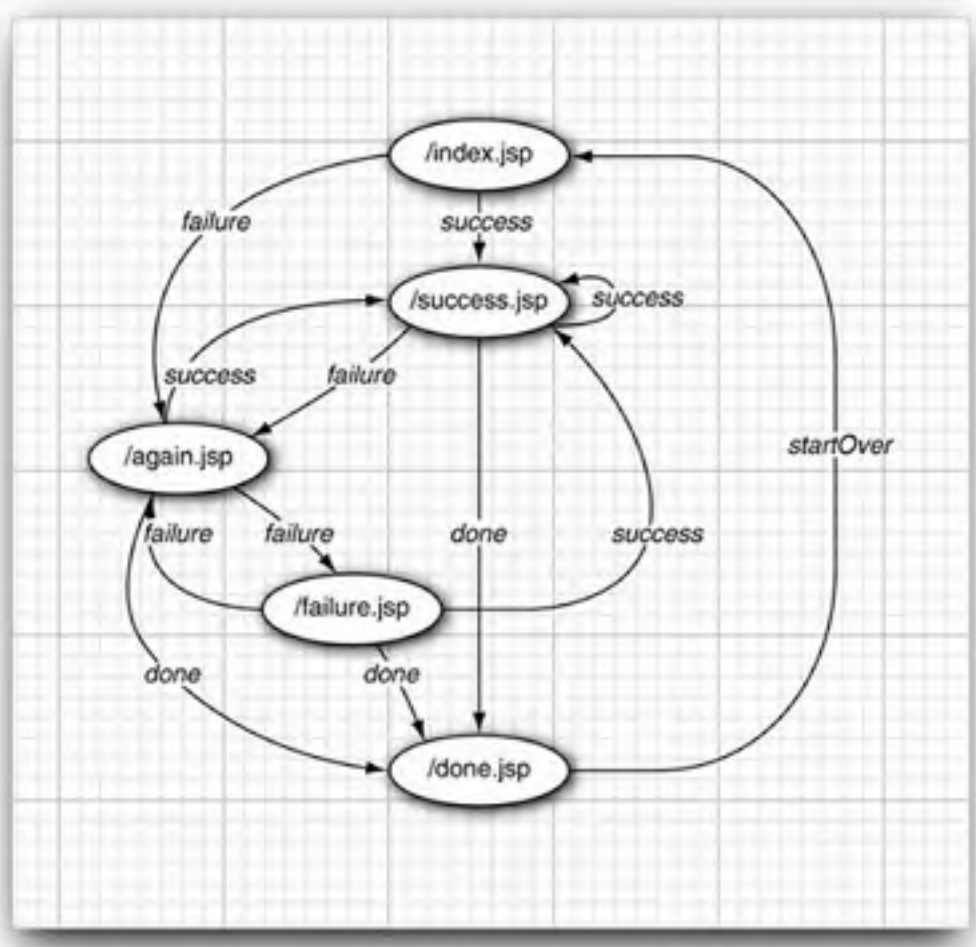 /index.jsp
failure
success
/success.jsp
success
success
failure
startOver
/again.jsp
failure
failure
done
success
/failure.jsp
done
done
/done.jsp